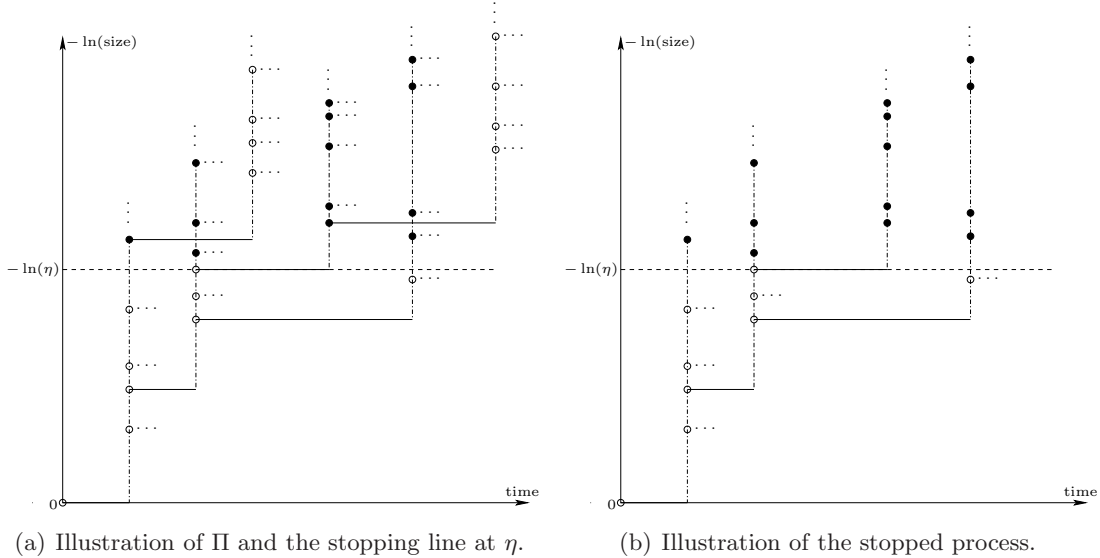 − ln(size)
− ln(η)
0
time
(a) Illustration of Π and the stopping line at η.
− ln(size)
− ln(η)
0
time
(b) Illustration of the stopped process.